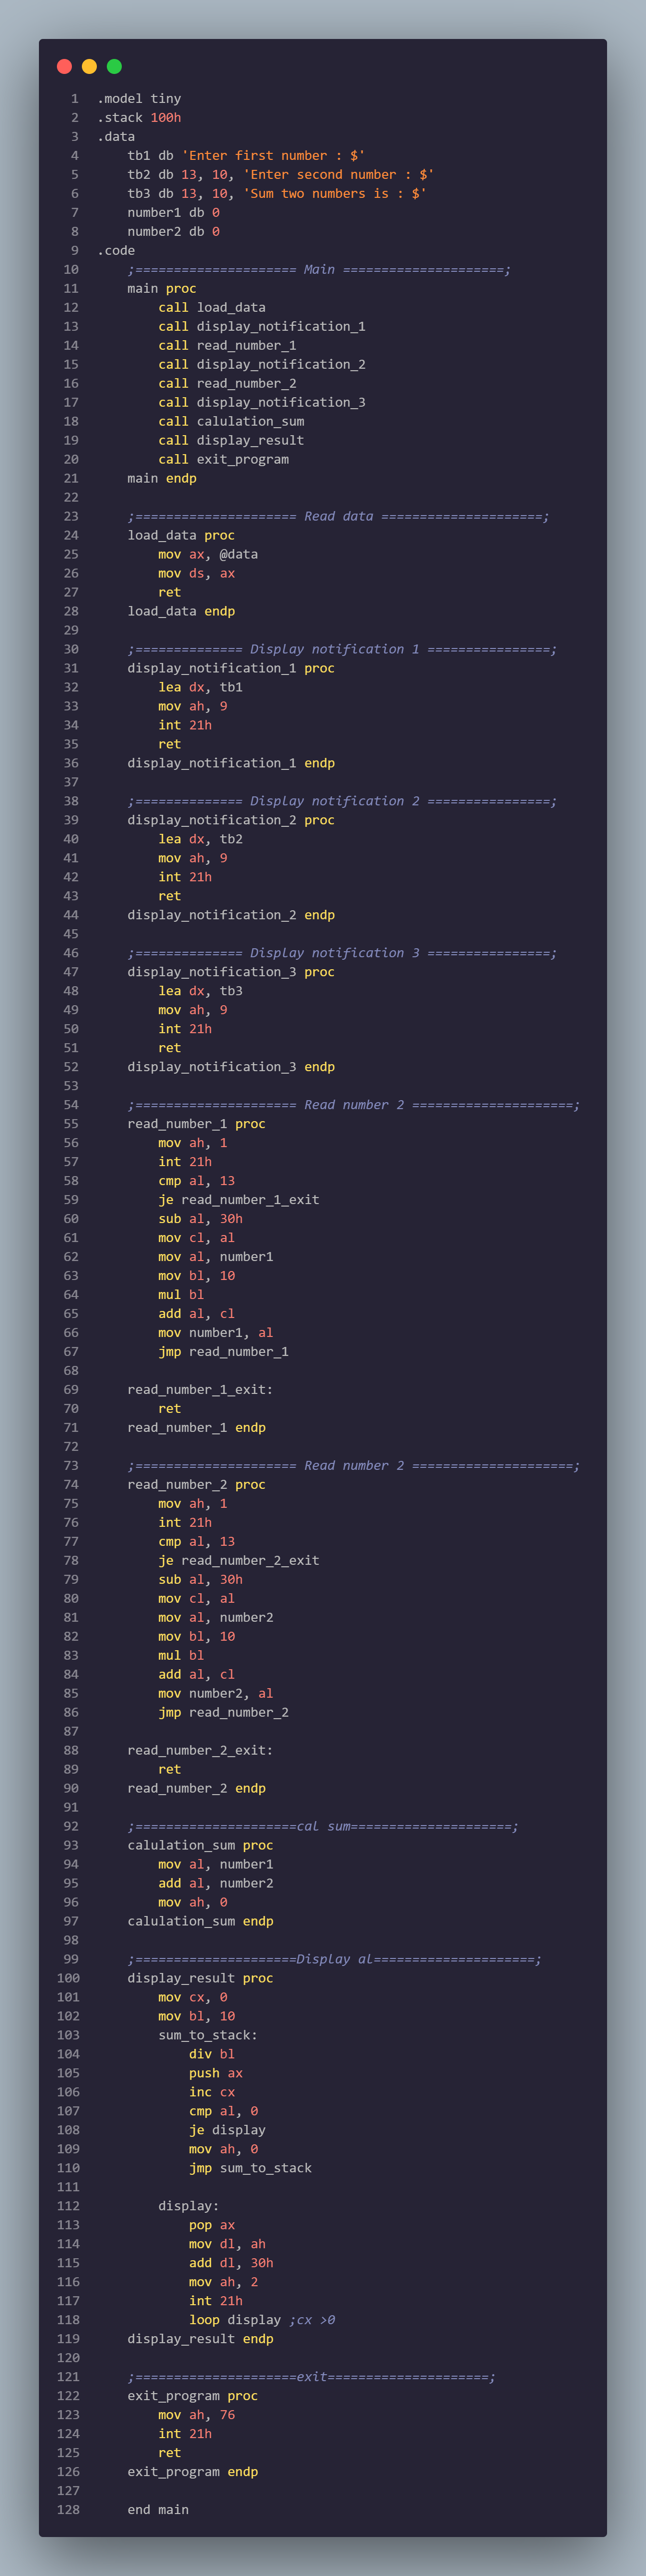 1 .model tiny
2 .stack 100h
3 .data
4     tb1 db 'Enter first number : $'
5     tb2 db 13, 10, 'Enter second number : $'
6     tb3 db 13, 10, 'Sum two numbers is : $'
7     number1 db 0
8     number2 db 0
9 .code
10     ;===================== Main =====================;
11     main proc
12         call load_data
13         call display_notification_1
14         call read_number_1
15         call display_notification_2
16         call read_number_2
17         call display_notification_3
18         call calulation_sum
19         call display_result
20         call exit_program
21     main endp
22
23     ;===================== Read data =====================;
24     load_data proc
25         mov ax, @data
26         mov ds, ax
27         ret
28     load_data endp
29
30     ;============== Display notification 1 ================;
31     display_notification_1 proc
32         lea dx, tb1
33         mov ah, 9
34         int 21h
35         ret
36     display_notification_1 endp
37
38     ;============== Display notification 2 ================;
39     display_notification_2 proc
40         lea dx, tb2
41         mov ah, 9
42         int 21h
43         ret
44     display_notification_2 endp
45
46     ;============== Display notification 3 ================;
47     display_notification_3 proc
48         lea dx, tb3
49         mov ah, 9
50         int 21h
51         ret
52     display_notification_3 endp
53
54     ;===================== Read number 2 =====================;
55     read_number_1 proc
56         mov ah, 1
57         int 21h
58         cmp al, 13
59         je read_number_1_exit
60         sub al, 30h
61         mov cl, al
62         mov al, number1
63         mov bl, 10
64         mul bl
65         add al, cl
66         mov number1, al
67         jmp read_number_1
68
69     read_number_1_exit:
70         ret
71     read_number_1 endp
72
73     ;===================== Read number 2 =====================;
74     read_number_2 proc
75         mov ah, 1
76         int 21h
77         cmp al, 13
78         je read_number_2_exit
79         sub al, 30h
80         mov cl, al
81         mov al, number2
82         mov bl, 10
83         mul bl
84         add al, cl
85         mov number2, al
86         jmp read_number_2
87
88     read_number_2_exit:
89         ret
90     read_number_2 endp
91
92     ;=====================cal sum=====================;
93     calulation_sum proc
94         mov al, number1
95         add al, number2
96         mov ah, 0
97     calulation_sum endp
98
99     ;=====================Display al=====================;
100     display_result proc
101         mov cx, 0
102         mov bl, 10
103         sum_to_stack:
104             div bl
105             push ax
106             inc cx
107             cmp al, 0
108             je display
109             mov ah, 0
110             jmp sum_to_stack
111
112         display:
113             pop ax
114             mov dl, ah
115             add dl, 30h
116             mov ah, 2
117             int 21h
118             loop display ;cx >0
119     display_result endp
120
121     ;=====================exit=====================;
122     exit_program proc
123         mov ah, 76
124         int 21h
125         ret
126     exit_program endp
127
128     end main